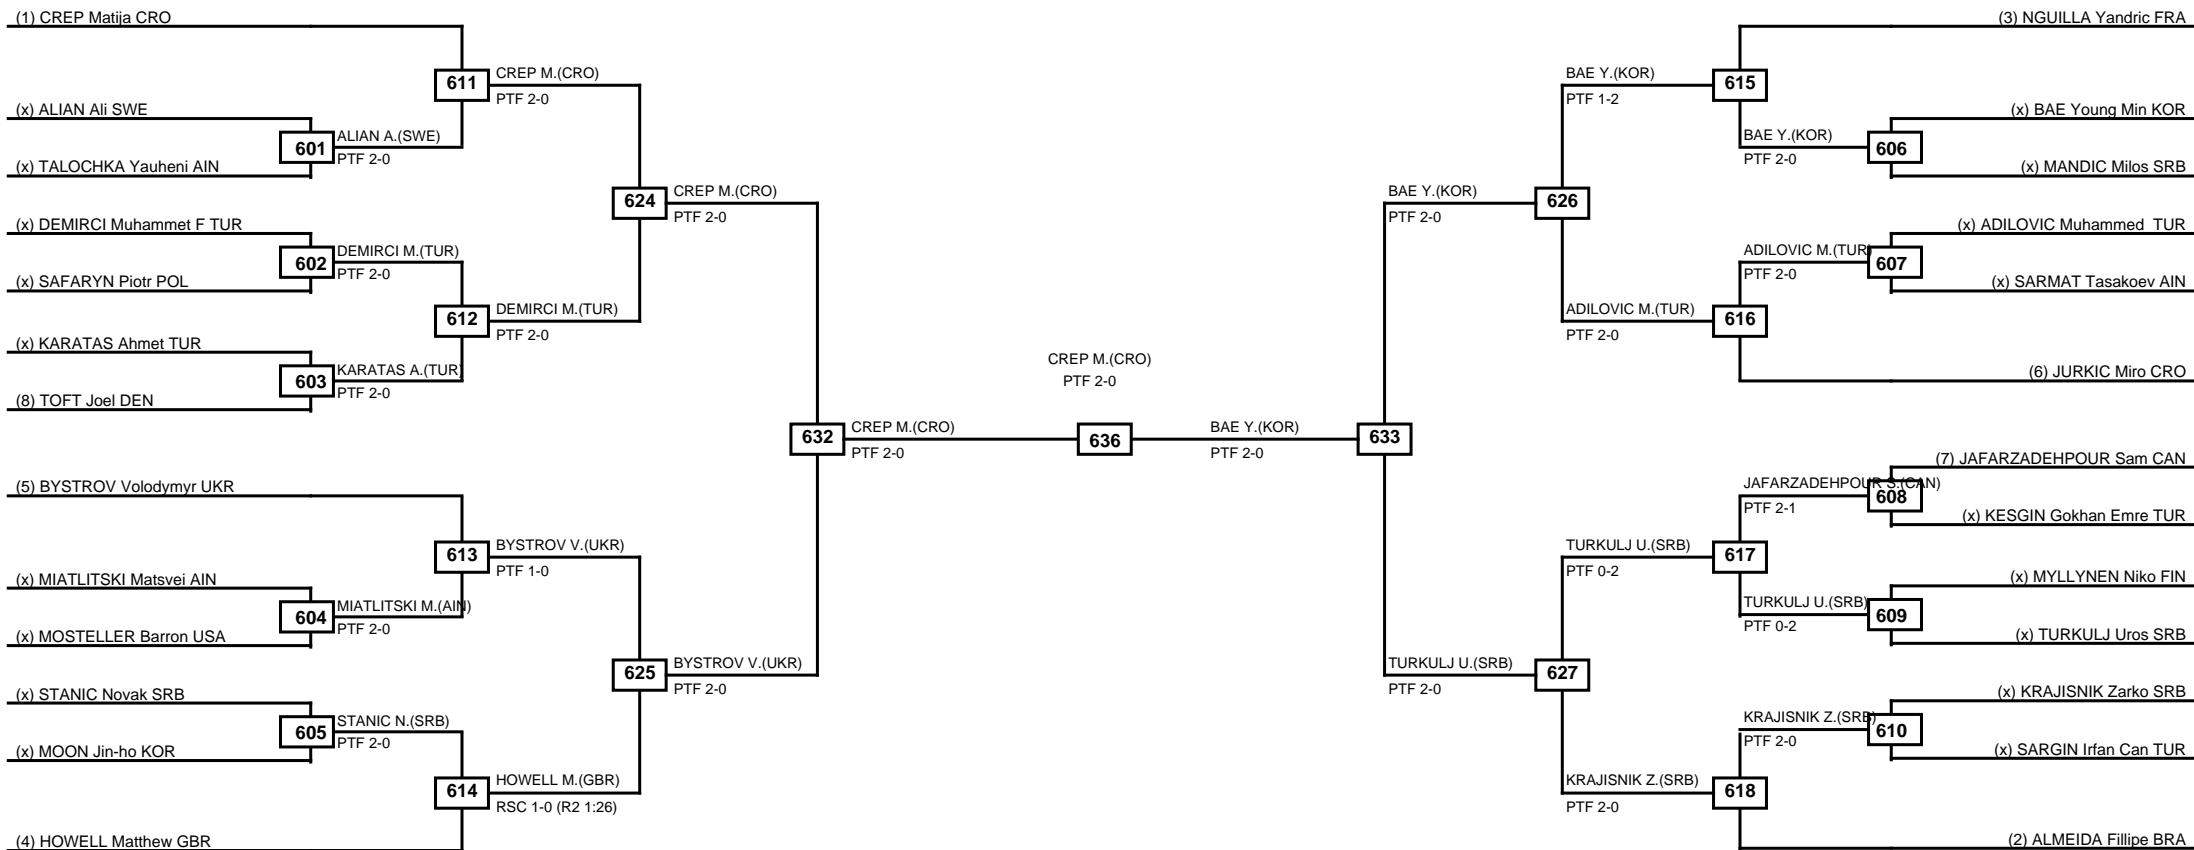 (1) CREP Matija CRO
(x) ALIAN Ali SWE
(x) TALOCHKA Yauheni AIN
(x) DEMIRCI Muhammet F TUR
(x) SAFARYN Piotr POL
(x) KARATAS Ahmet TUR
(8) TOFT Joel DEN
(5) BYSTROV Volodymyr UKR
(x) MIATLITSKI Matsvei AIN
(x) MOSTELLER Barron USA
(x) STANIC Novak SRB
(x) MOON Jin-ho KOR
(4) HOWELL Matthew GBR
601
ALIAN A.(SWE)
PTF 2-0
602
DEMIRCI M.(TUR)
PTF 2-0
603
KARATAS A.(TUR)
PTF 2-0
604
MIATLITSKI M.(AIN)
PTF 2-0
605
STANIC N.(SRB)
PTF 2-0
611
CREP M.(CRO)
PTF 2-0
612
DEMIRCI M.(TUR)
PTF 2-0
613
BYSTROV V.(UKR)
PTF 1-0
614
HOWELL M.(GBR)
RSC 1-0 (R2 1:26)
624
CREP M.(CRO)
PTF 2-0
625
BYSTROV V.(UKR)
PTF 2-0
632
CREP M.(CRO)
PTF 2-0
CREP M.(CRO)
PTF 2-0
636
BAE Y.(KOR)
PTF 2-0
633
BAE Y.(KOR)
PTF 2-0
626
TURKULJ U.(SRB)
PTF 2-0
627
BAE Y.(KOR)
PTF 1-2
615
ADILOVIC M.(TUR)
PTF 2-0
616
TURKULJ U.(SRB)
PTF 0-2
617
KRAJISNIK Z.(SRB)
PTF 2-0
618
BAE Y.(KOR)
PTF 2-0
606
ADILOVIC M.(TUR)
PTF 2-0
607
JAFARZADEHPOUR S.(CAN)
PTF 2-1
608
TURKULJ U.(SRB)
PTF 0-2
609
KRAJISNIK Z.(SRB)
PTF 2-0
610
(3) NGUILLA Yandric FRA
(x) BAE Young Min KOR
(x) MANDIC Milos SRB
(x) ADILOVIC Muhammed TUR
(x) SARMAT Tasakoev AIN
(6) JURKIC Miro CRO
(7) JAFARZADEHPOUR Sam CAN
(x) KESGIN Gokhan Emre TUR
(x) MYLLYNEN Niko FIN
(x) TURKULJ Uros SRB
(x) KRAJISNIK Zarko SRB
(x) SARGIN Irfan Can TUR
(2) ALMEIDA Fillipe BRA